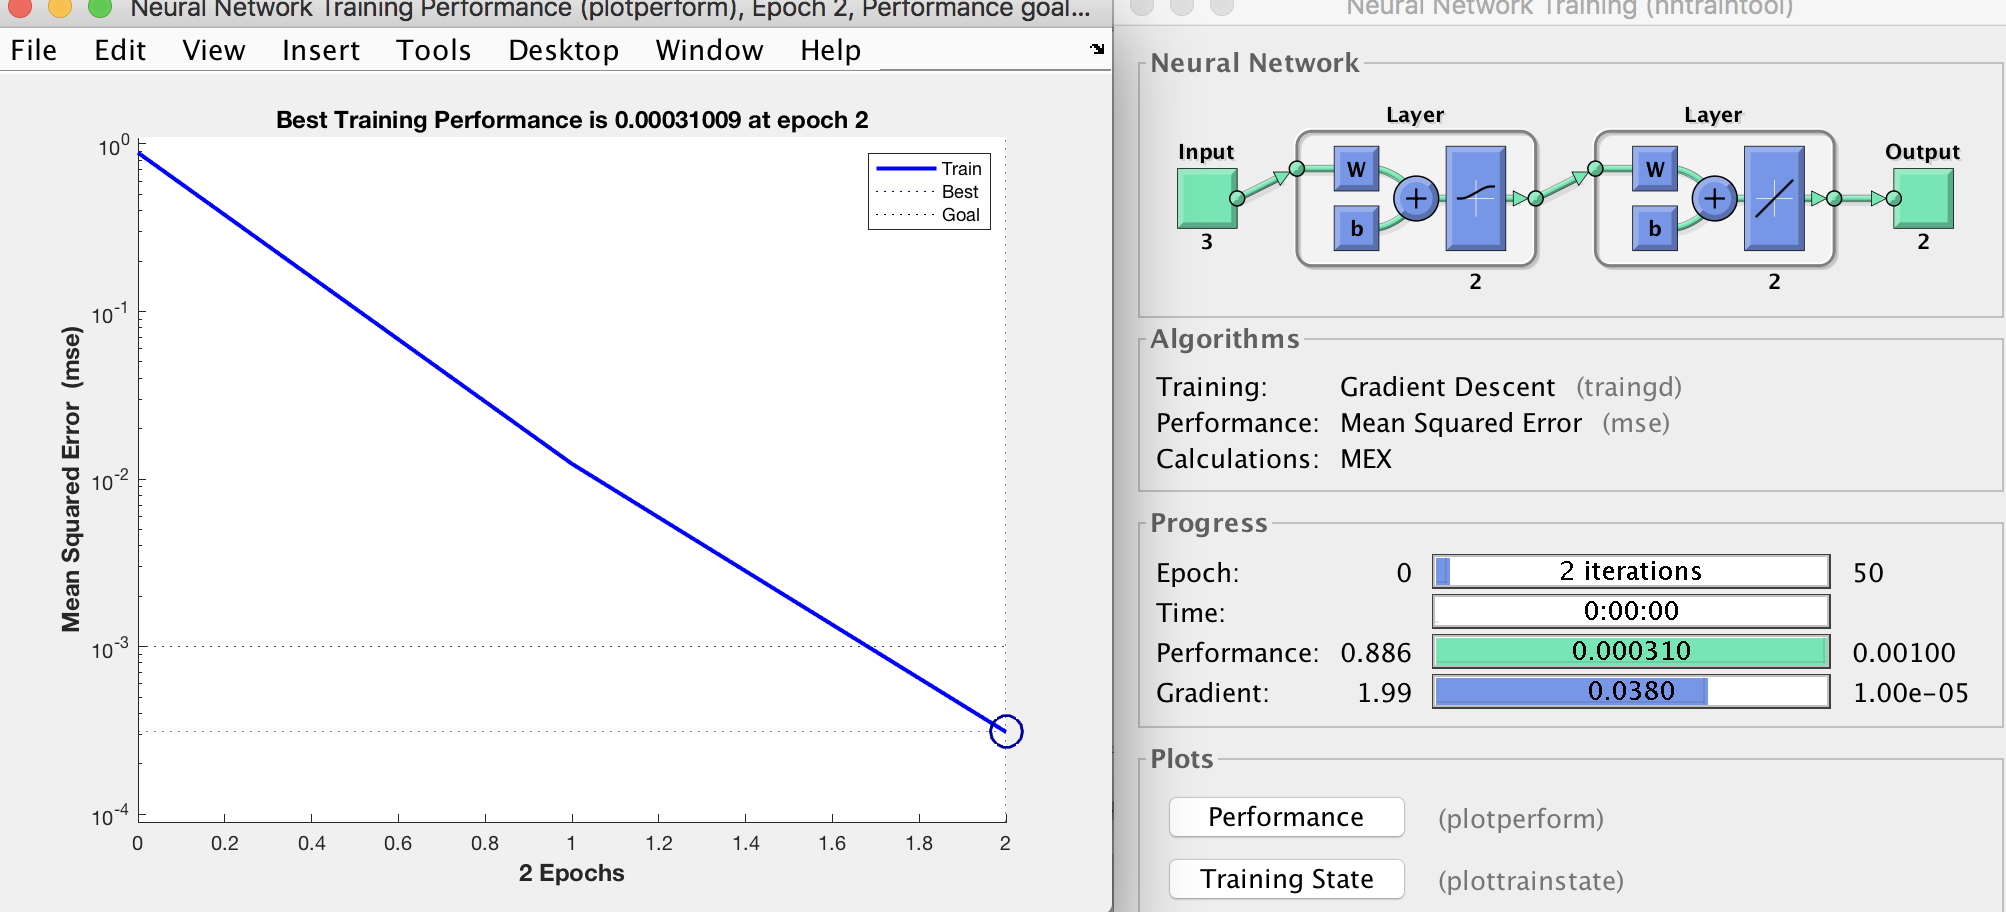 Neural Network Training Performance (plotperform), Epoch 2, Performance goal...
File Edit View Insert Tools Desktop Window Help
Best Training Performance is 0.00031009 at epoch 2
10^0
10^-1
10^-2
10^-3
10^-4
Mean Squared Error (mse)
Train
Best
Goal
0 0.2 0.4 0.6 0.8 1 1.2 1.4 1.6 1.8 2
2 Epochs
Neural Network Training (nntraintool)
Neural Network
Layer Layer
Input Output
W W
+ +
b b
3 2
2 2
Algorithms
Training: Gradient Descent (traingd)
Performance: Mean Squared Error (mse)
Calculations: MEX
Progress
Epoch: 0 2 iterations 50
Time: 0:00:00
Performance: 0.886 0.000310 0.00100
Gradient: 1.99 0.0380 1.00e-05
Plots
Performance (plotperform)
Training State (plottrainstate)